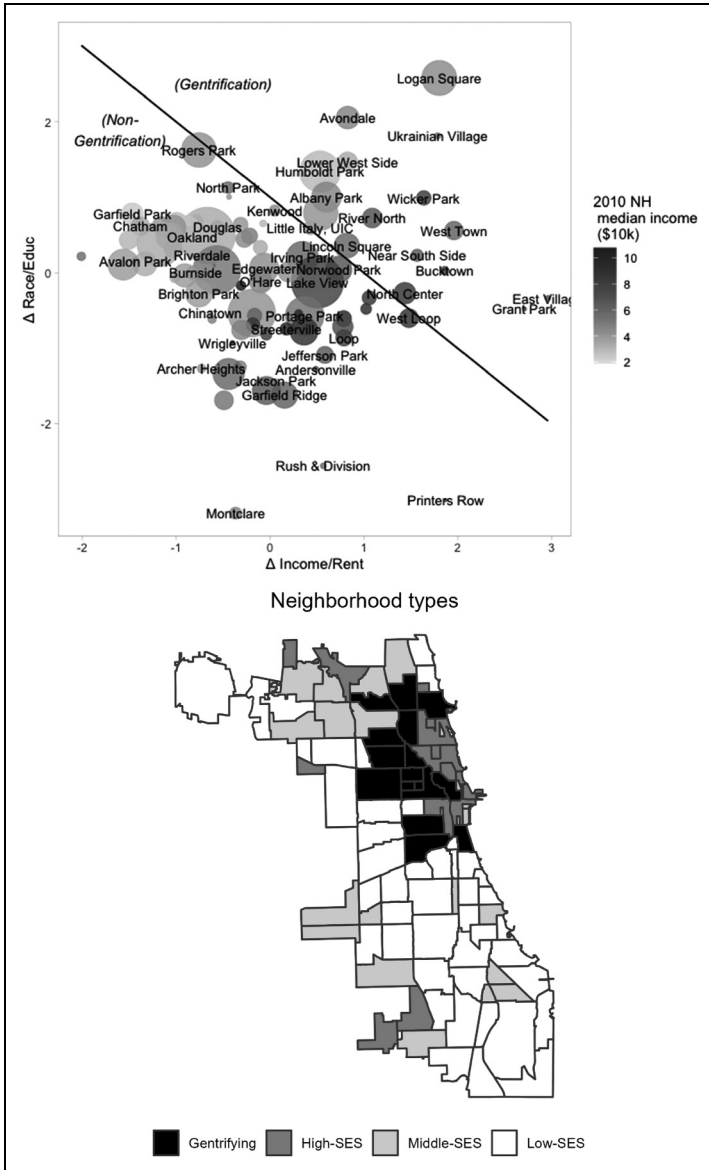 (Gentrification)
Logan Square
(Non-
Gentrification)
Avondale
Ukrainian Village
Rogers Park
Lower West Side
Humboldt Park
North Park
Albany Park
Wicker Park
Garfield Park
Kenwood
River North
Chatham
Douglas
Little Italy, UIC
West Town
Oakland
Lincoln Square
Riverdale
Irving Park
Near South Side
Avalon Park
Burnside
Edgewater
Norwood Park
Bucktown
O'Hare
Lake View
Brighton Park
North Center
East Villag
Grant Park
Chinatown
Portage Park
West Loop
Streeterville
Wrigleyville
Loop
Jefferson Park
Archer Heights
Andersonville
Jackson Park
Garfield Ridge
Rush & Division
Printers Row
Montclare
2
0
-2
Δ Race/Educ
-2
-1
0
1
2
3
Δ Income/Rent
2010 NH
median income
($10k)
10
8
6
4
2
Neighborhood types
Gentrifying
High-SES
Middle-SES
Low-SES